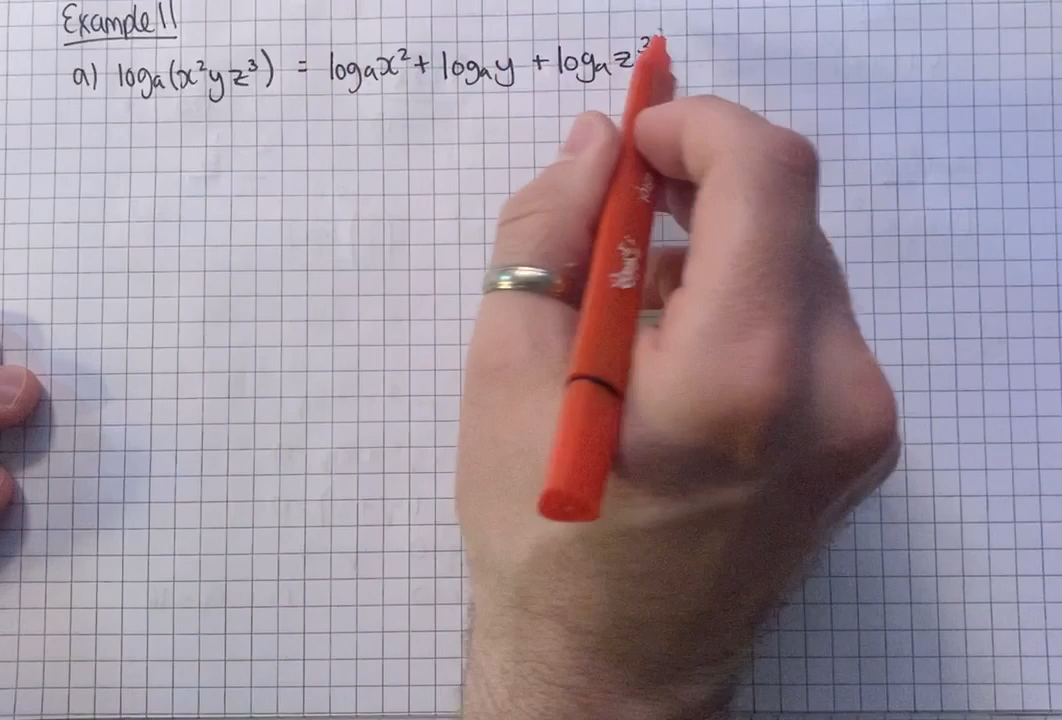 Example 11
a) logₐ(x²yz³) = logₐx² + logₐy + logₐz³